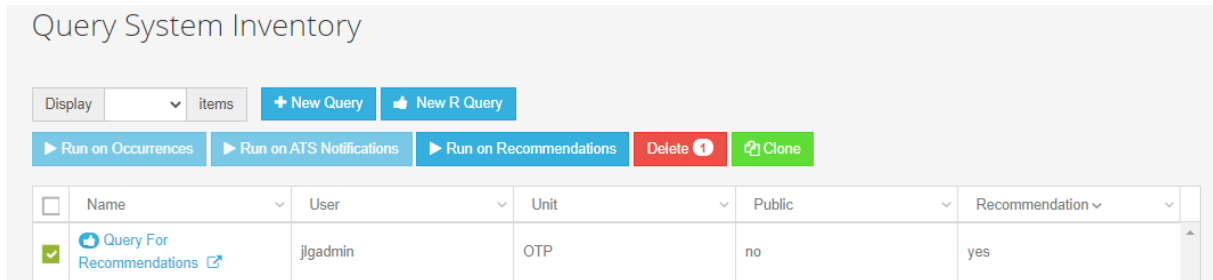 Query System Inventory
Display items New Query New R Query
Run on Occurrences Run on ATS Notifications Run on Recommendations Delete 1 Clone
Name User Unit Public Recommendation
Query For
Recommendations jlgadmin OTP no yes